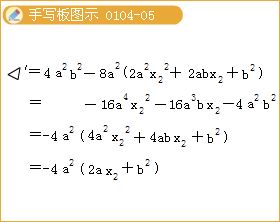 手写板图示 0104-05
◁'=4a²b²-8a²(2a²x₂²+2abx₂+b²)
= -16a⁴x₂²-16a³bx₂-4a²b²
=-4a²(4a²x₂²+4abx₂+b²)
=-4a²(2ax₂+b²)